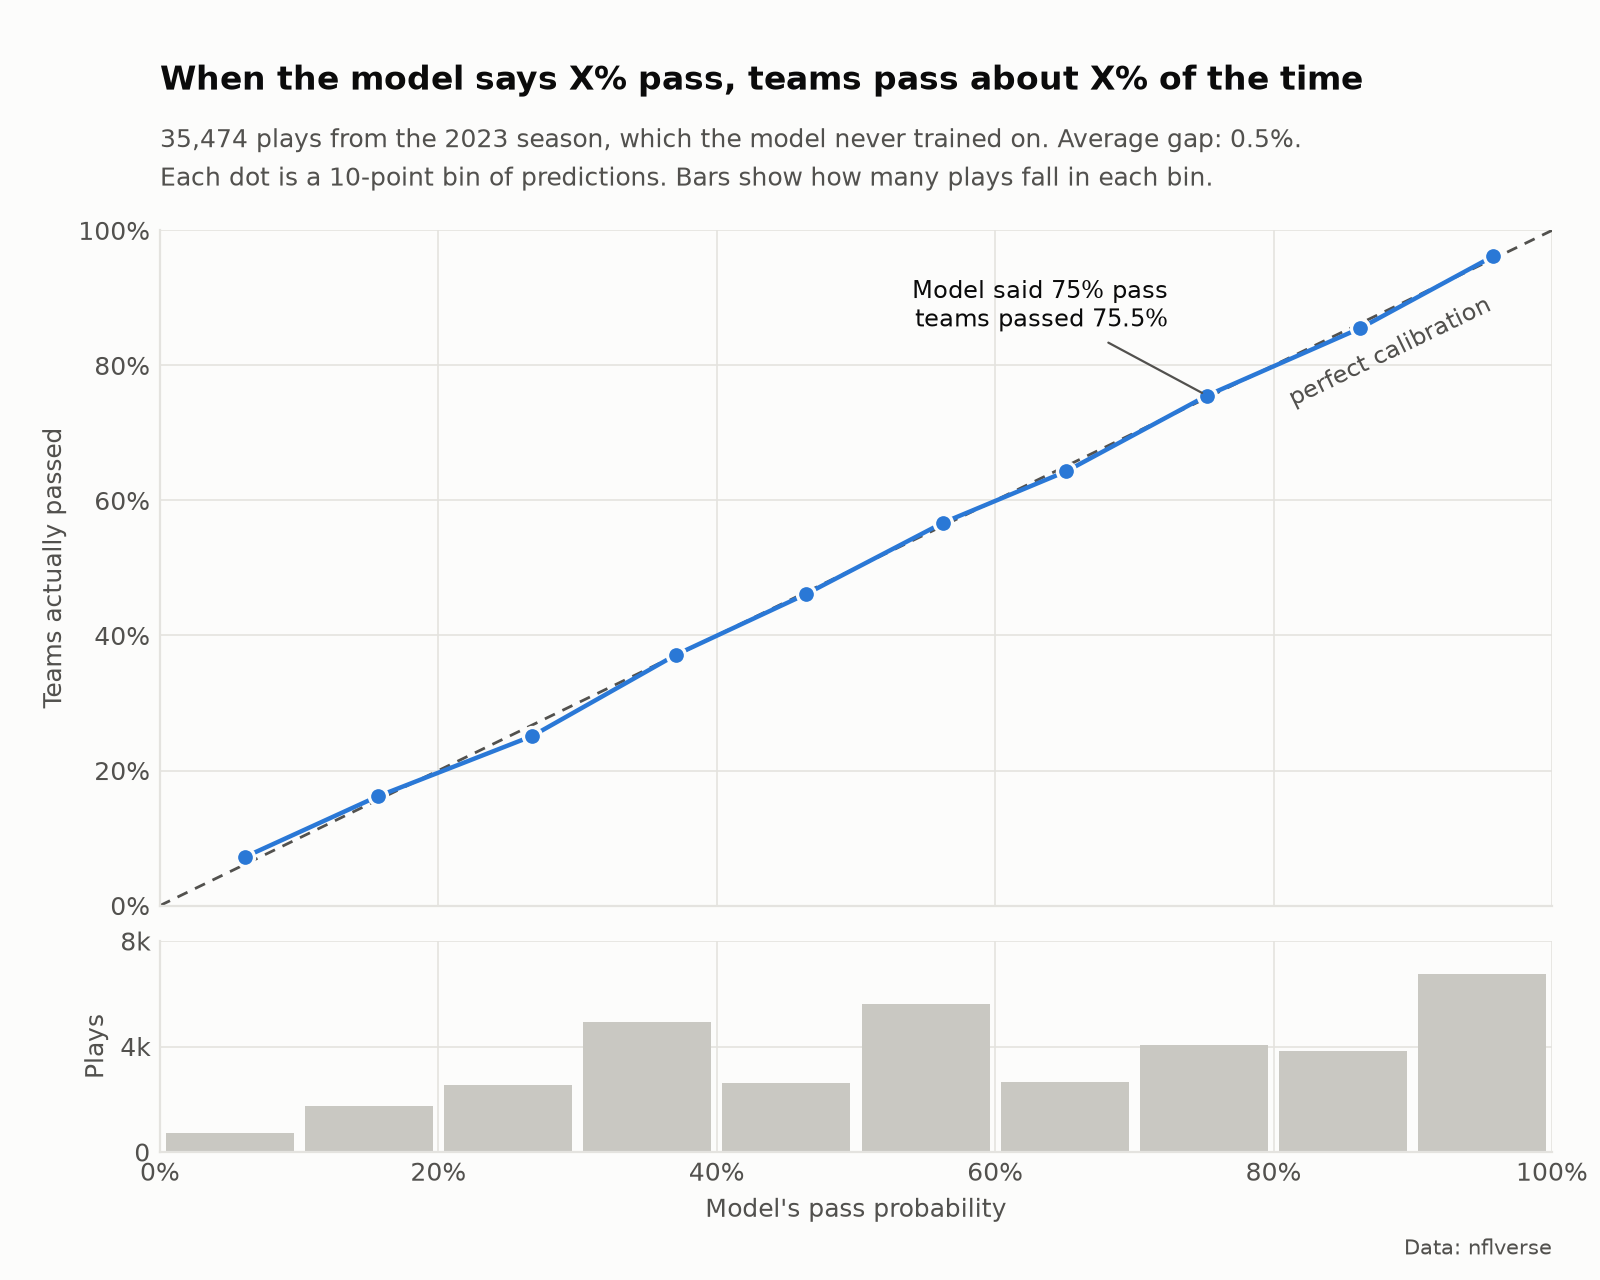 When the model says X% pass, teams pass about X% of the time
35,474 plays from the 2023 season, which the model never trained on. Average gap: 0.5%.
Each dot is a 10-point bin of predictions. Bars show how many plays fall in each bin.
100%
80%
60%
40%
20%
0%
Teams actually passed
Model said 75% pass
teams passed 75.5%
perfect calibration
8k
4k
0
Plays
0%
20%
40%
60%
80%
100%
Model's pass probability
Data: nflverse